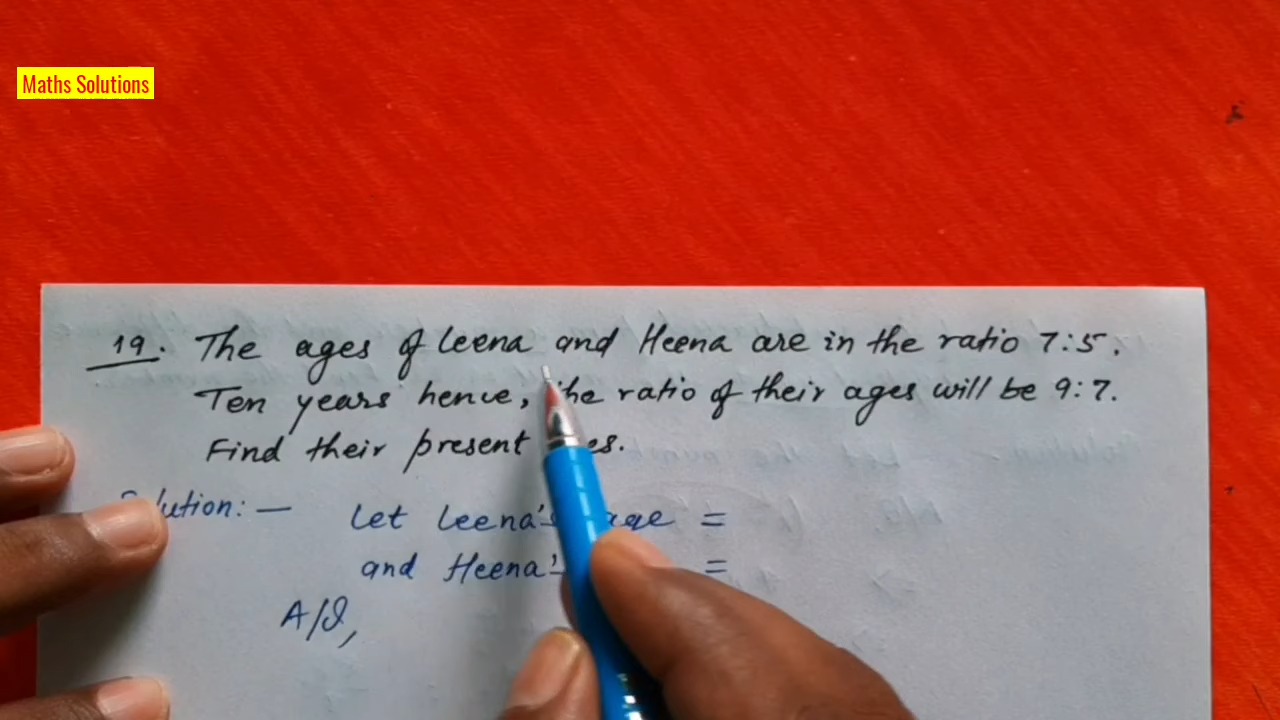 Maths Solutions
19. The ages of Leena and Heena are in the ratio 7:5.
Ten years hence, the ratio of their ages will be 9:7.
Find their present
Let Leena's age =
and Heena's =
A/Q,